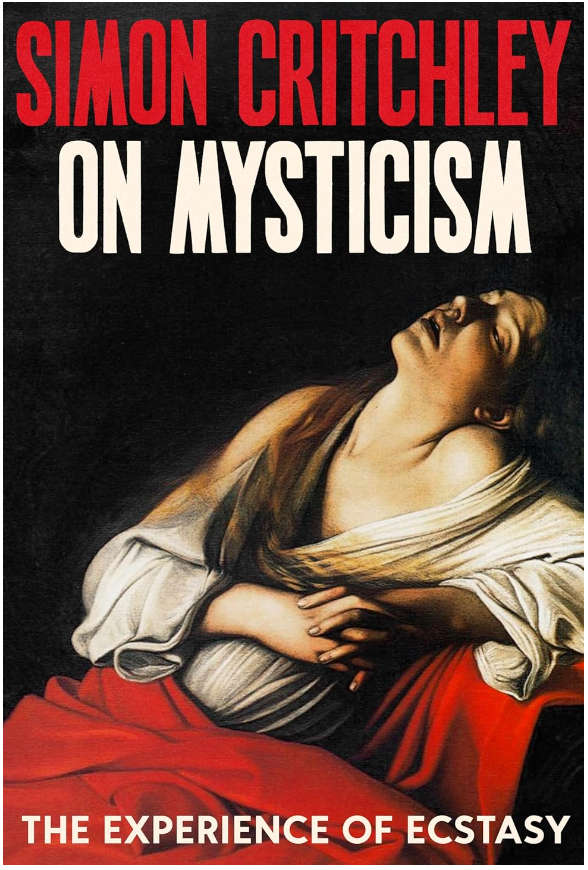 SIMON CRITCHLEY
ON MYSTICISM
THE EXPERIENCE OF ECSTASY